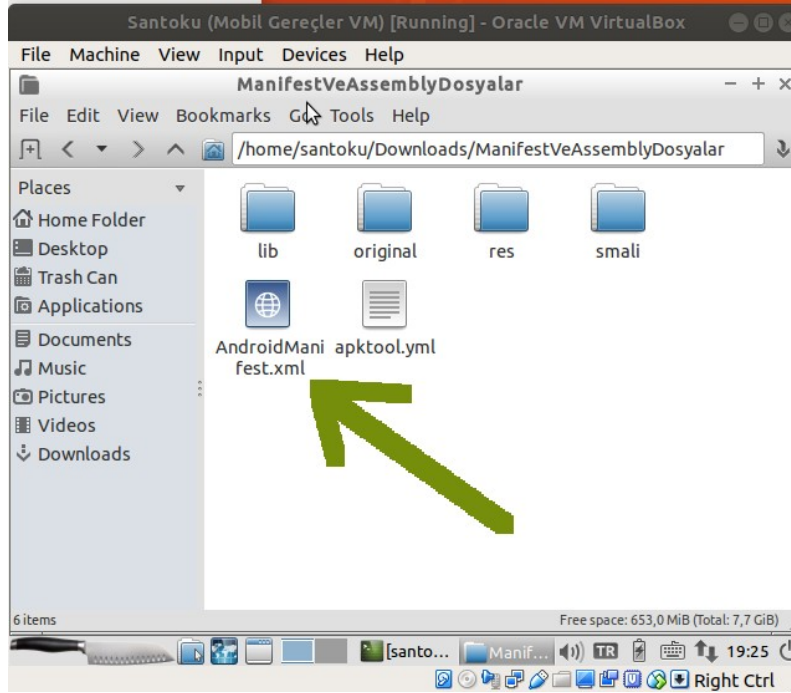 Santoku (Mobil Gereçler VM) [Running] - Oracle VM VirtualBox
File Machine View Input Devices Help
ManifestVeAssemblyDosyalar
File Edit View Bookmarks Go Tools Help
/home/santoku/Downloads/ManifestVeAssemblyDosyalar
Places
Home Folder
Desktop
Trash Can
Applications
Documents
Music
Pictures
Videos
Downloads
lib original res smali
AndroidMani
fest.xml
apktool.yml
6 items Free space: 653,0 MiB (Total: 7,7 GiB)
[santo... Manif... TR 19:25
Right Ctrl